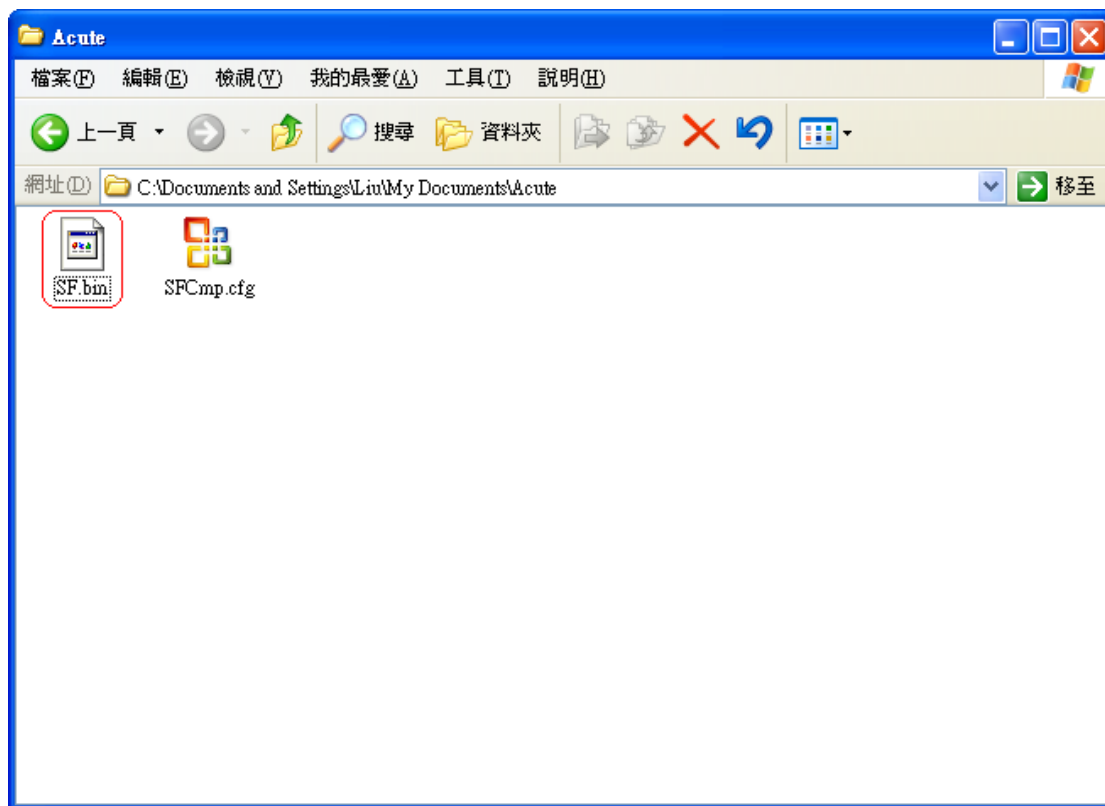 Acute
檔案(F) 編輯(E) 檢視(V) 我的最愛(A) 工具(T) 說明(H)
上一頁 搜尋 資料夾
網址(D) C:\Documents and Settings\Liu\My Documents\Acute 移至
SF.bin SFCmp.cfg